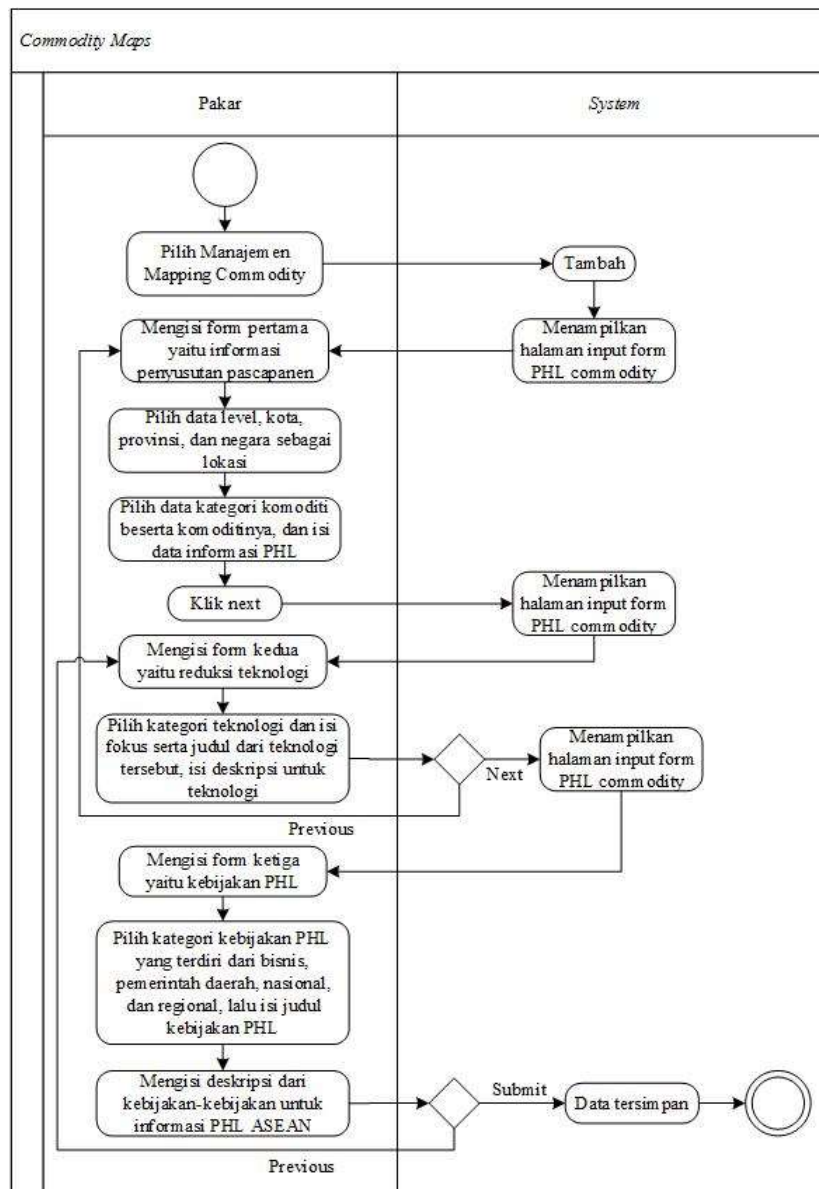 Commodity Maps
Pakar
System
Pilih Manajemen
Mapping Commodity
Tambah
Menampilkan
halaman input form
PHL commodity
Mengisi form pertama
yaitu informasi
penyusutan pascapanen
Pilih data level, kota,
provinsi, dan negara sebagai
lokasi
Pilih data kategori komoditi
beserta komoditinya, dan isi
data informasi PHL
Klik next
Menampilkan
halaman input form
PHL commodity
Mengisi form kedua
yaitu reduksi teknologi
Pilih kategori teknologi dan isi
fokus serta judul dari teknologi
tersebut, isi deskripsi untuk
teknologi
Next
Menampilkan
halaman input form
PHL commodity
Previous
Mengisi form ketiga
yaitu kebijakan PHL
Pilih kategori kebijakan PHL
yang terdiri dari bisnis,
pemerintah daerah, nasional,
dan regional, lalu isi judul
kebijakan PHL
Mengisi deskripsi dari
kebijakan-kebijakan untuk
informasi PHL ASEAN
Submit
Data tersimpan
Previous